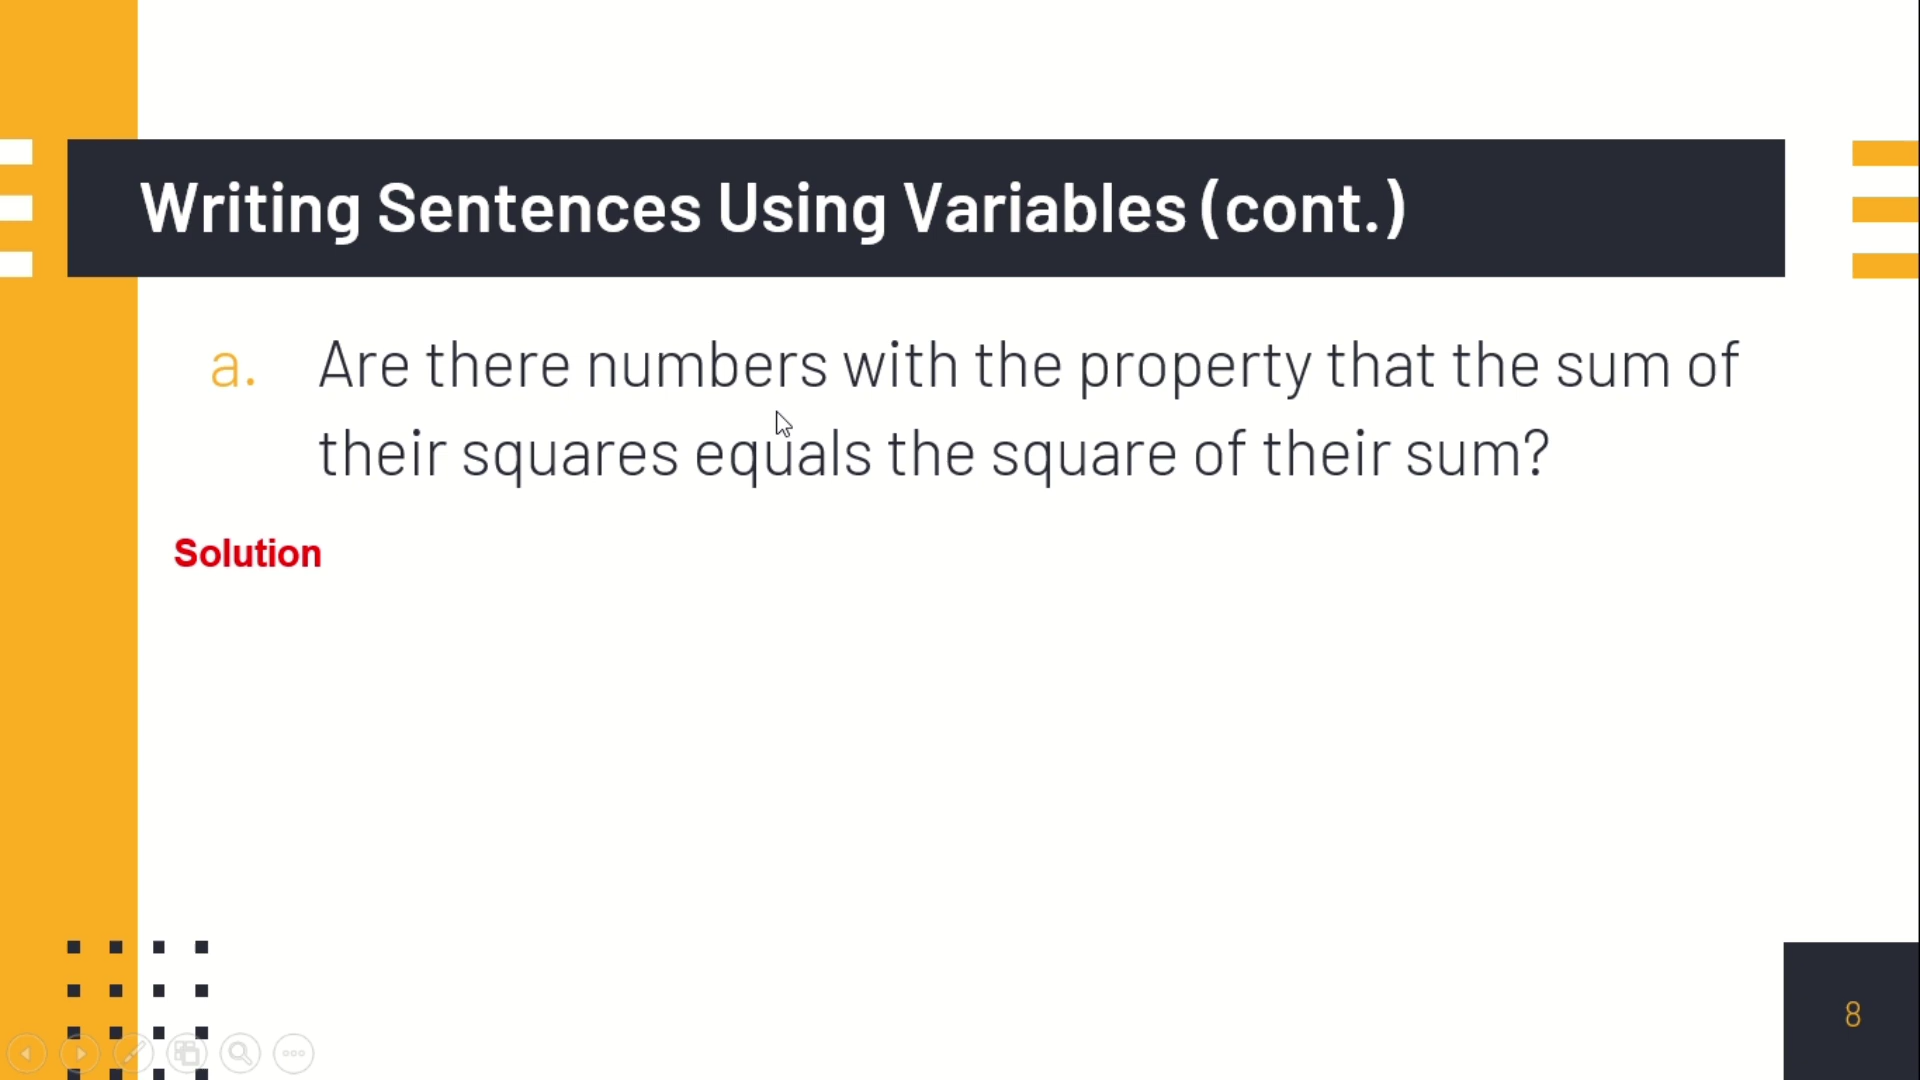 Writing Sentences Using Variables (cont.)
a. Are there numbers with the property that the sum of
their squares equals the square of their sum?
Solution
8